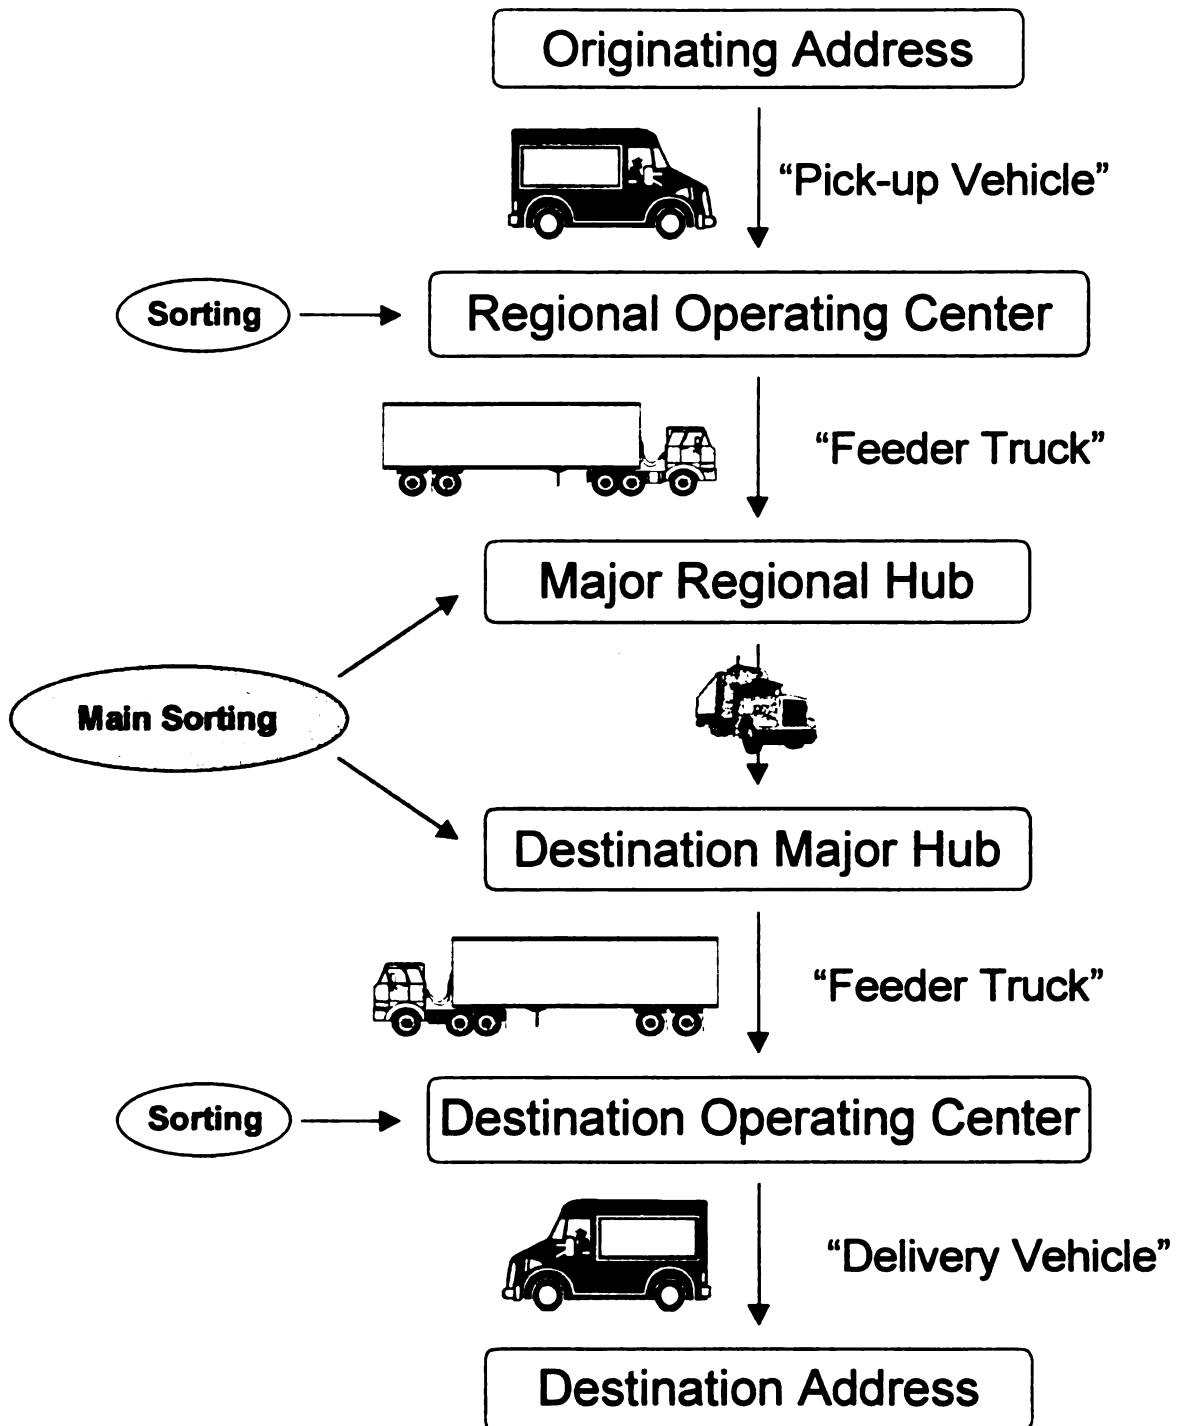 Originating Address
“Pick-up Vehicle”
Sorting
Regional Operating Center
“Feeder Truck”
Major Regional Hub
Main Sorting
Destination Major Hub
“Feeder Truck”
Sorting
Destination Operating Center
“Delivery Vehicle”
Destination Address